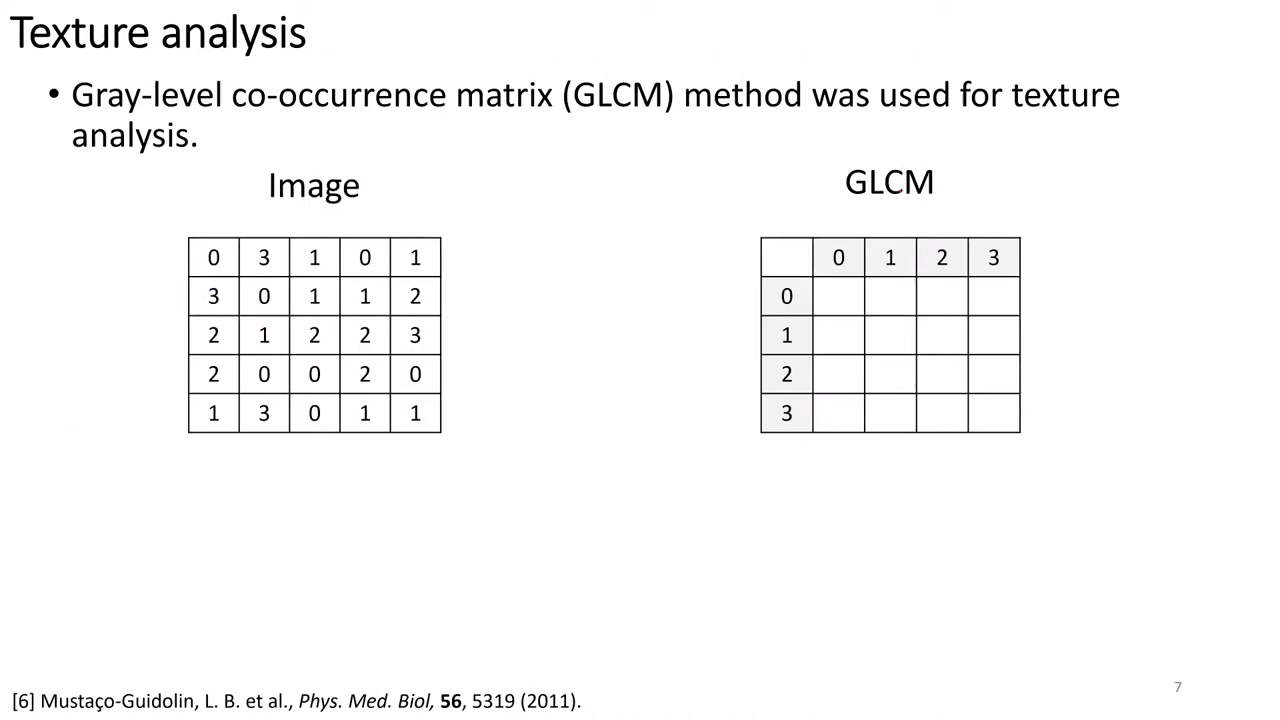 Texture analysis
• Gray-level co-occurrence matrix (GLCM) method was used for texture
analysis.
Image
0 3 1 0 1
3 0 1 1 2
2 1 2 2 3
2 0 0 2 0
1 3 0 1 1
GLCM
0 1 2 3
0
1
2
3
[6] Mustaço-Guidolin, L. B. et al., Phys. Med. Biol, 56, 5319 (2011).
7